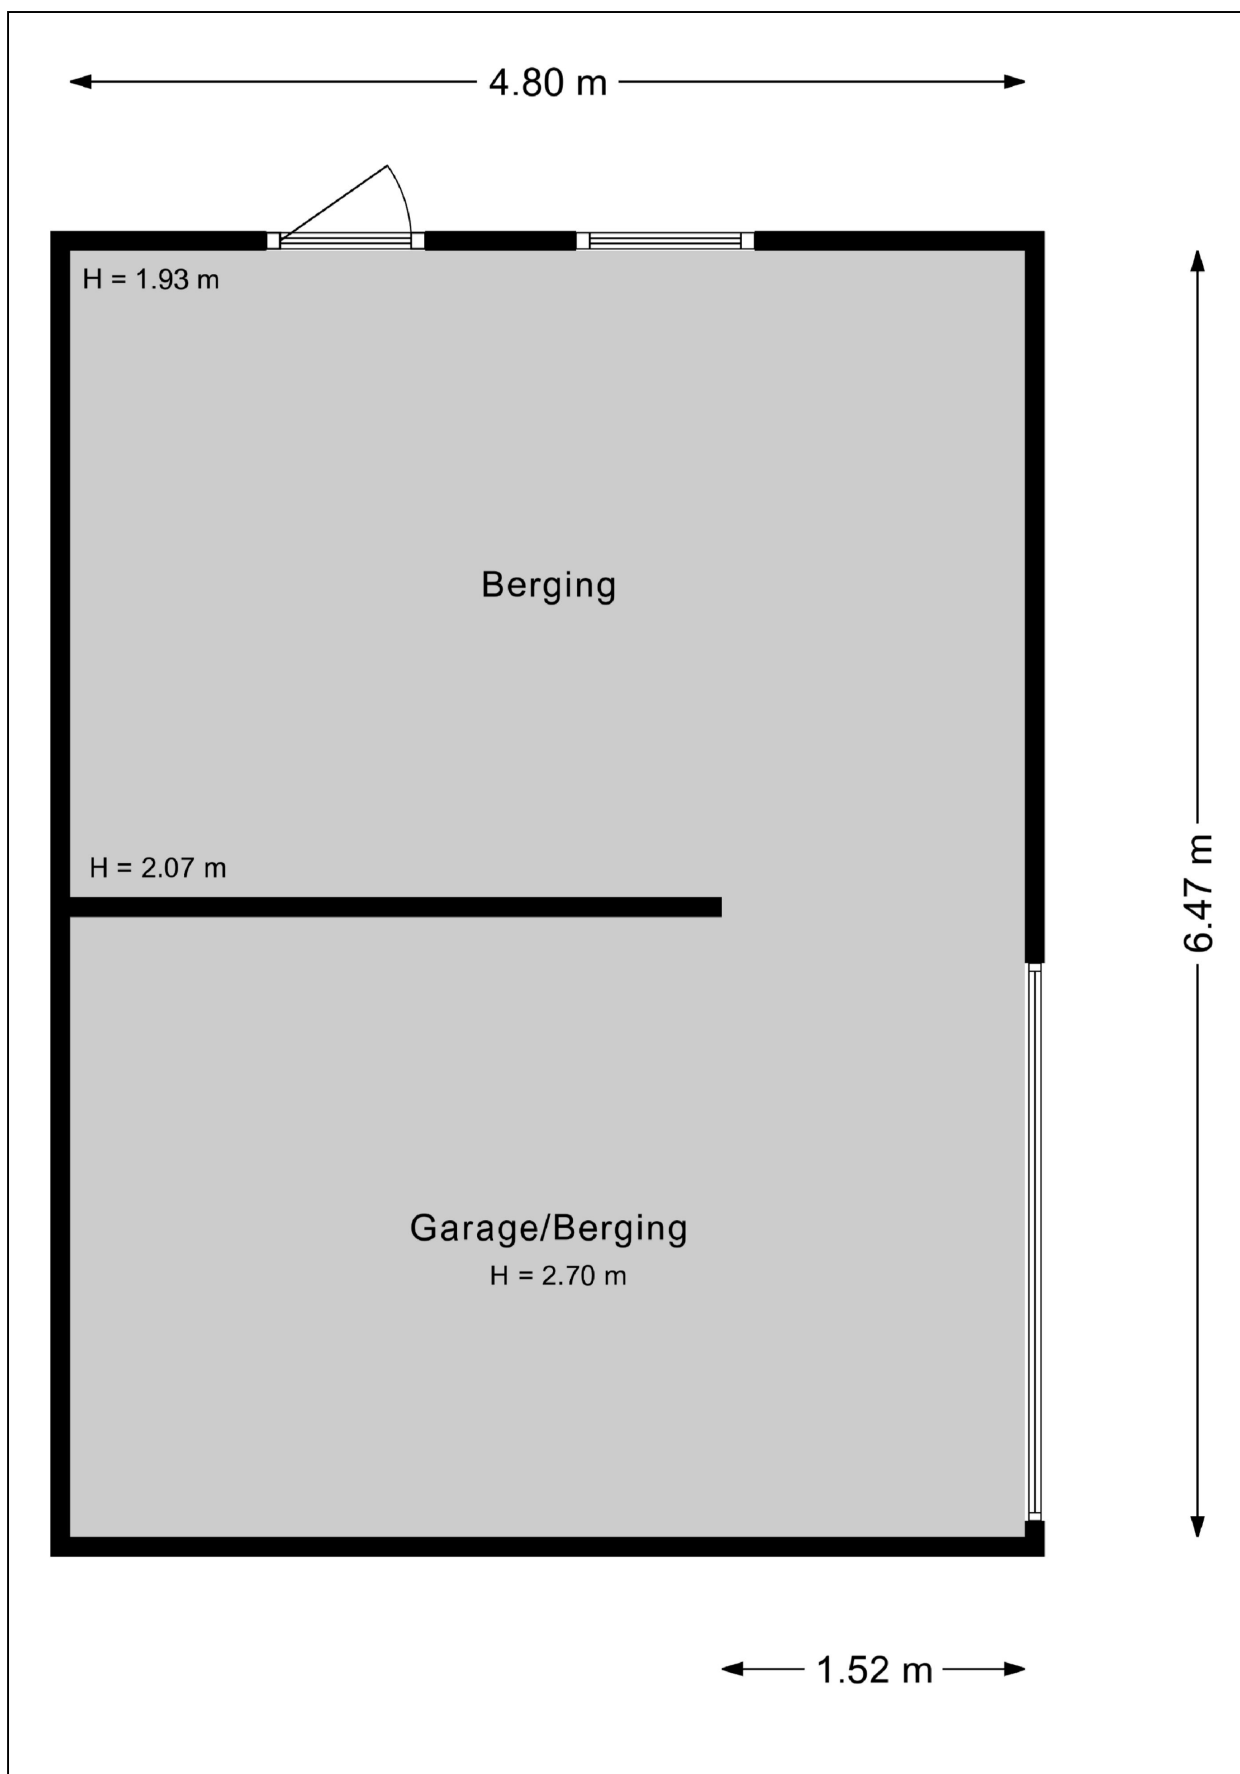 4.80 m
H = 1.93 m
Berging
H = 2.07 m
6.47 m
Garage/Berging
H = 2.70 m
1.52 m